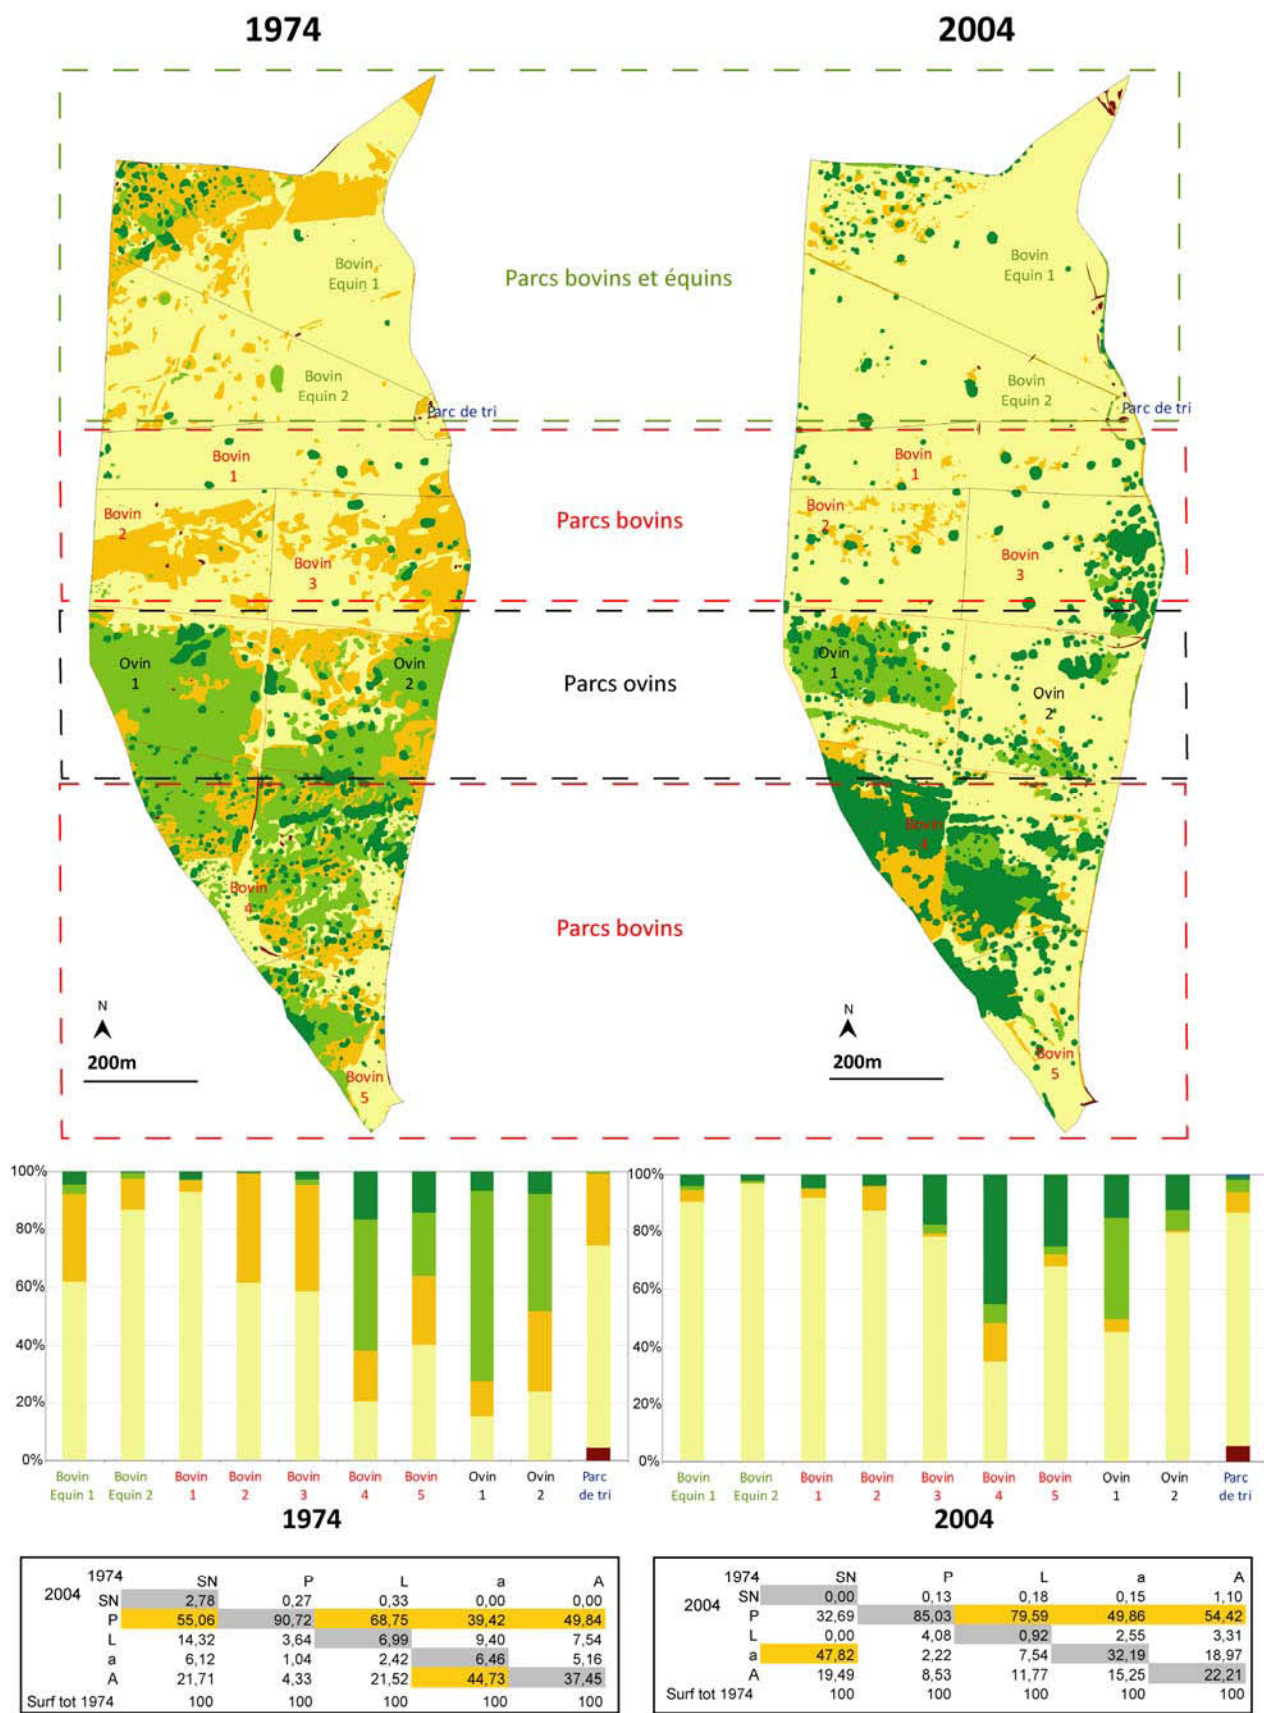 1974
2004
Bovin
Equin 1
Bovin
Equin 2
Parc de tri
Bovin
1
Bovin
2
Bovin
3
Ovin
1
Ovin
2
Bovin
4
Bovin
5
N
200m
Parcs bovins et équins
Parcs bovins
Parcs ovins
Parcs bovins
Bovin
Equin 1
Bovin
Equin 2
Parc de tri
Bovin
1
Bovin
2
Bovin
3
Ovin
1
Ovin
2
Bovin
4
Bovin
5
N
200m
100%
80%
60%
40%
20%
0%
Bovin Bovin Bovin Bovin Bovin Bovin Bovin Ovin Ovin Parc
Equin 1 Equin 2 1 2 3 4 5 1 2 de tri
1974
100%
80%
60%
40%
20%
0%
Bovin Bovin Bovin Bovin Bovin Bovin Bovin Ovin Ovin Parc
Equin 1 Equin 2 1 2 3 4 5 1 2 de tri
2004
1974 SN P L a A
2004 SN 2,78 0,27 0,33 0,00 0,00
P 55,06 90,72 68,75 39,42 49,84
L 14,32 3,64 6,99 9,40 7,54
a 6,12 1,04 2,42 6,46 5,16
A 21,71 4,33 21,52 44,73 37,45
Surf tot 1974 100 100 100 100 100
1974 SN P L a A
2004 SN 0,00 0,13 0,18 0,15 1,10
P 32,69 85,03 79,59 49,86 54,42
L 0,00 4,08 0,92 2,55 3,31
a 47,82 2,22 7,54 32,19 18,97
A 19,49 8,53 11,77 15,25 22,21
Surf tot 1974 100 100 100 100 100